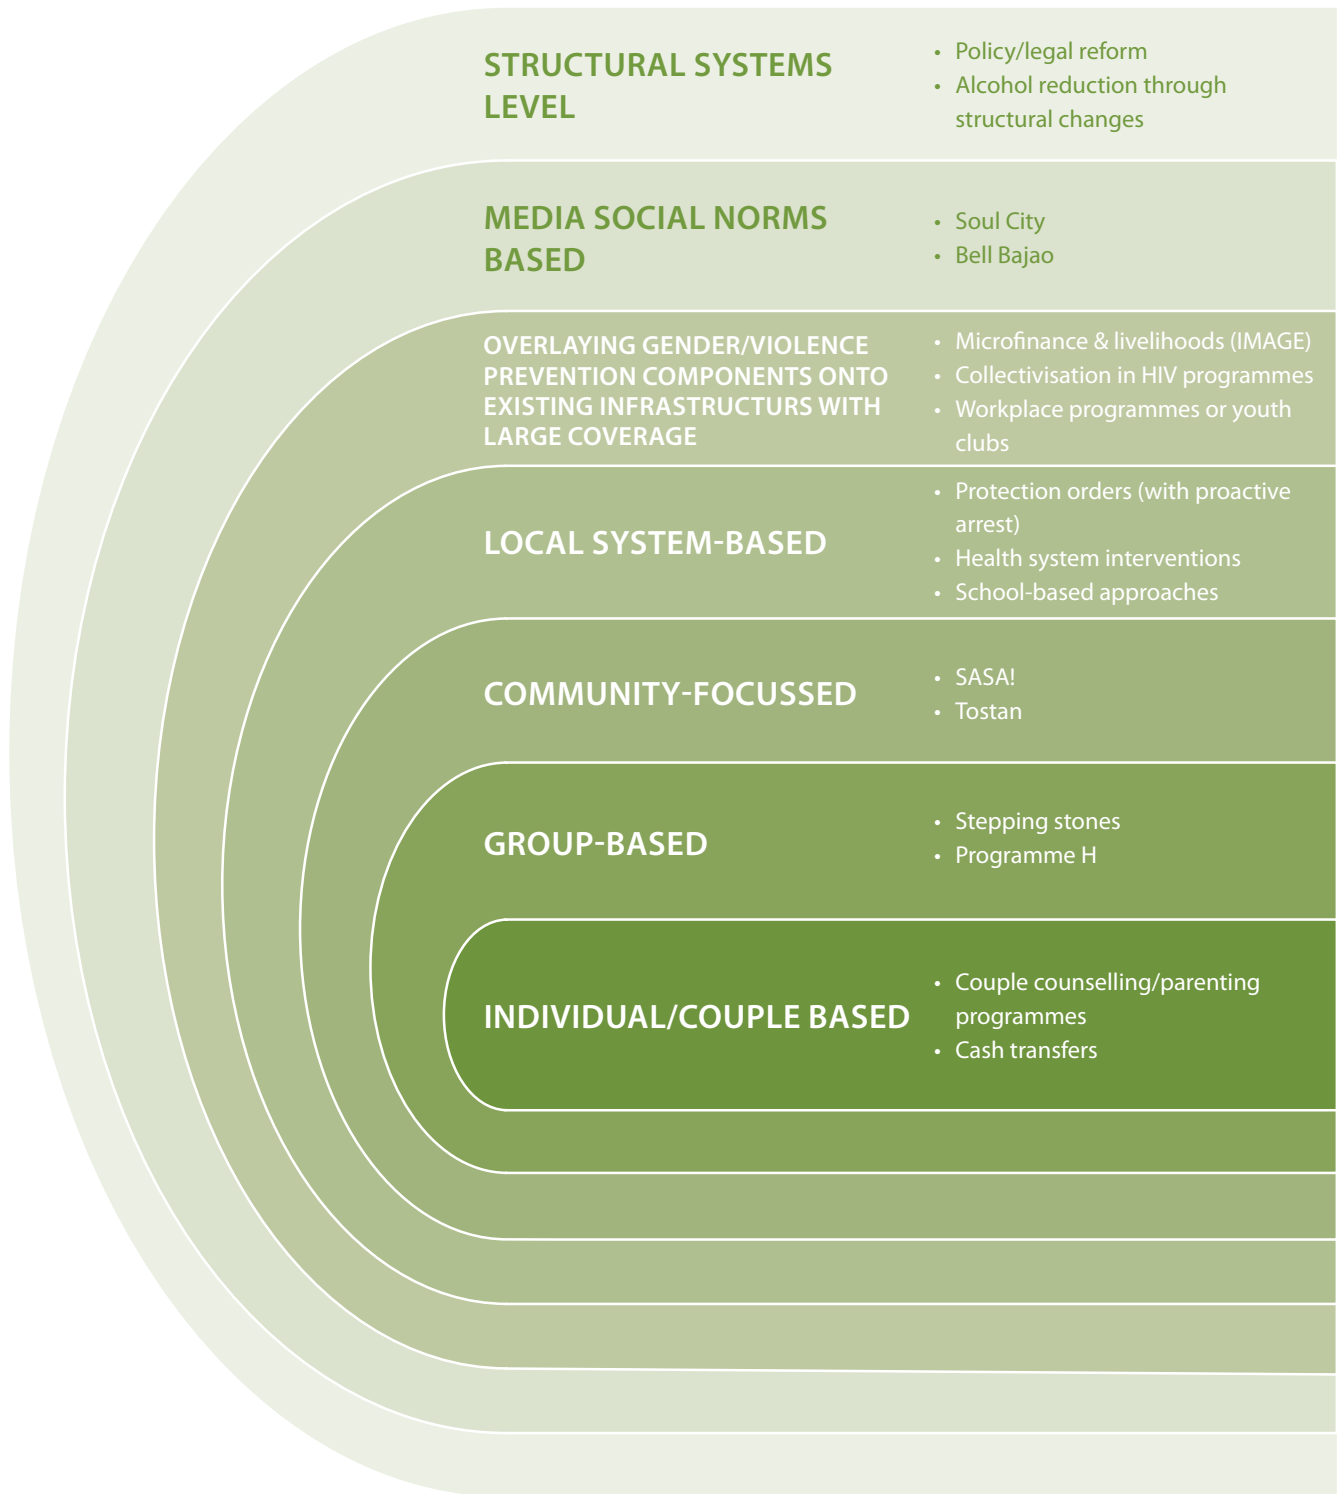 STRUCTURAL SYSTEMS
LEVEL
• Policy/legal reform
• Alcohol reduction through
structural changes
MEDIA SOCIAL NORMS
BASED
• Soul City
• Bell Bajao
OVERLAYING GENDER/VIOLENCE
PREVENTION COMPONENTS ONTO
EXISTING INFRASTRUCTURS WITH
LARGE COVERAGE
• Microfinance & livelihoods (IMAGE)
• Collectivisation in HIV programmes
• Workplace programmes or youth
clubs
LOCAL SYSTEM-BASED
• Protection orders (with proactive
arrest)
• Health system interventions
• School-based approaches
COMMUNITY-FOCUSSED
• SASA!
• Tostan
GROUP-BASED
• Stepping stones
• Programme H
INDIVIDUAL/COUPLE BASED
• Couple counselling/parenting
programmes
• Cash transfers